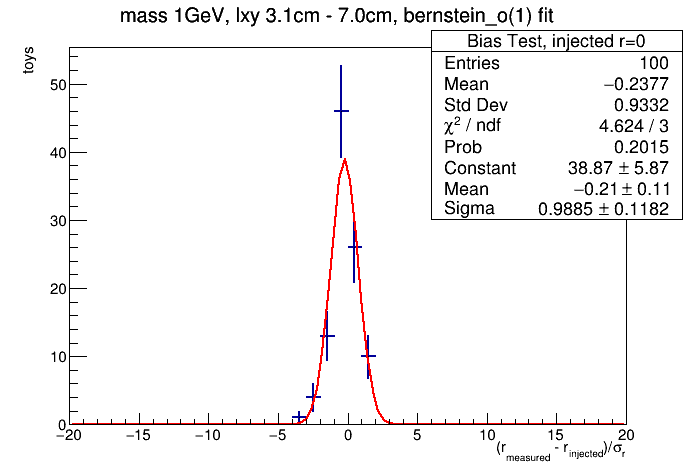 mass 1GeV, lxy 3.1cm - 7.0cm, bernstein_o(1) fit
toys
Bias Test, injected r=0
Entries 100
Mean −0.2377
Std Dev 0.9332
χ² / ndf 4.624 / 3
Prob 0.2015
Constant 38.87 ± 5.87
Mean −0.21 ± 0.11
Sigma 0.9885 ± 0.1182
50
40
30
20
10
0
−20 −15 −10 −5 0 5 10 15 20
(r_measured - r_injected)/σ_r